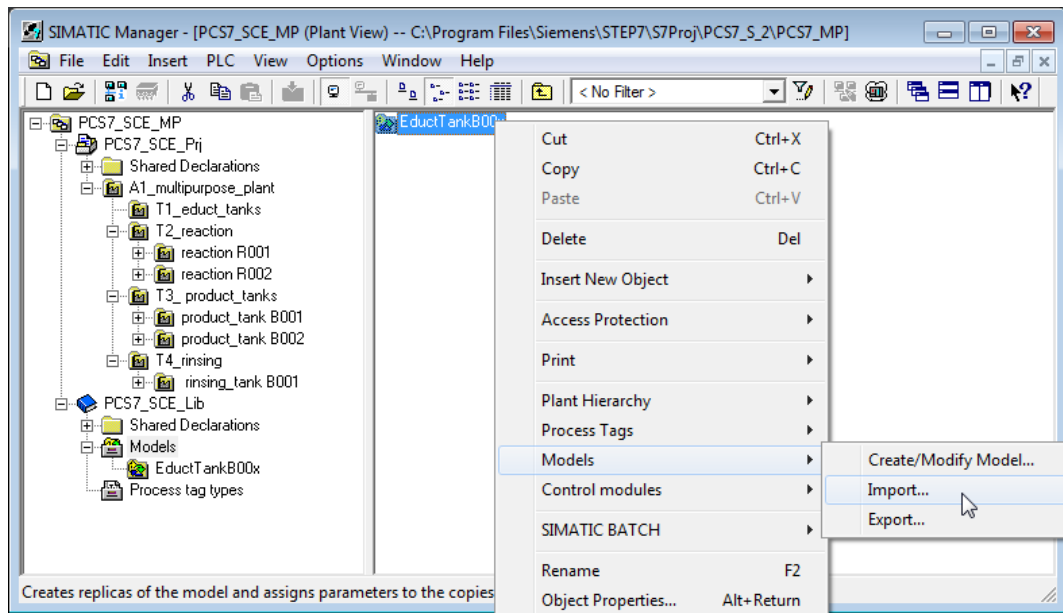 SIMATIC Manager - [PCS7_SCE_MP (Plant View) -- C:\Program Files\Siemens\STEP7\S7Proj\PCS7_S_2\PCS7_MP]
File Edit Insert PLC View Options Window Help
< No Filter >
PCS7_SCE_MP
PCS7_SCE_Prj
Shared Declarations
A1_multipurpose_plant
T1_educt_tanks
T2_reaction
reaction R001
reaction R002
T3_ product_tanks
product_tank B001
product_tank B002
T4_rinsing
rinsing_tank B001
PCS7_SCE_Lib
Shared Declarations
Models
EductTankB00x
Process tag types
EductTankB00x
Cut Ctrl+X
Copy Ctrl+C
Paste Ctrl+V
Delete Del
Insert New Object
Access Protection
Print
Plant Hierarchy
Process Tags
Models
Control modules
SIMATIC BATCH
Rename F2
Object Properties... Alt+Return
Create/Modify Model...
Import...
Export...
Creates replicas of the model and assigns parameters to the copies